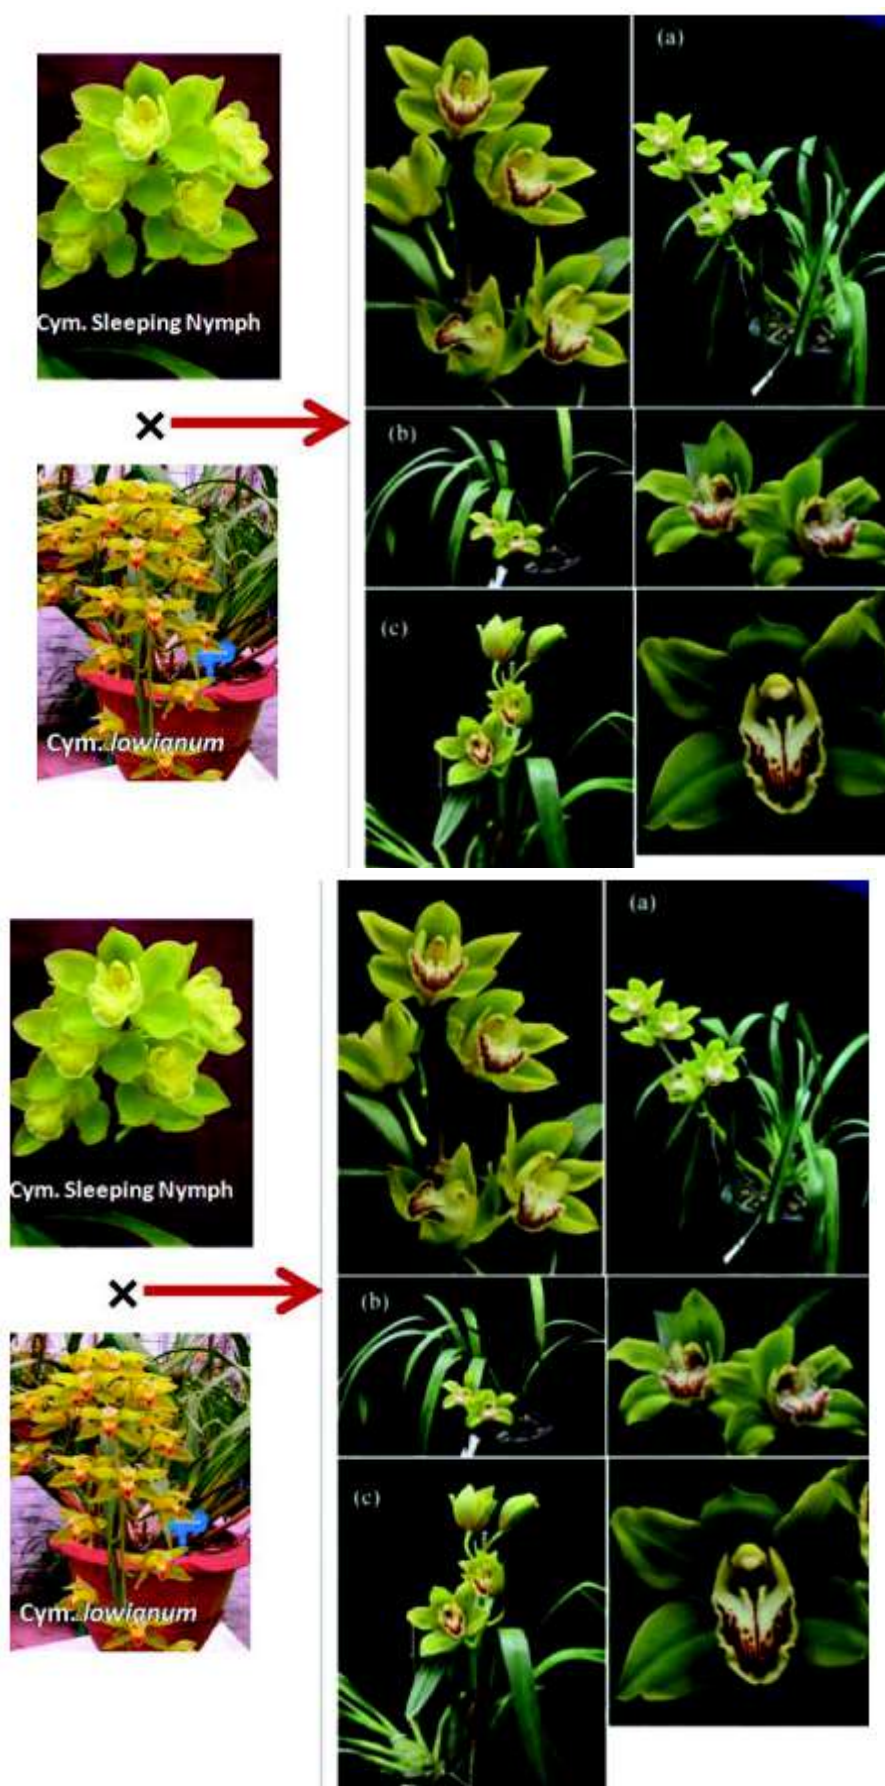 (a)
Cym. Sleeping Nymph
×
(b)
(c)
Cym. lowianum
(a)
Cym. Sleeping Nymph
×
(b)
(c)
Cym. lowianum